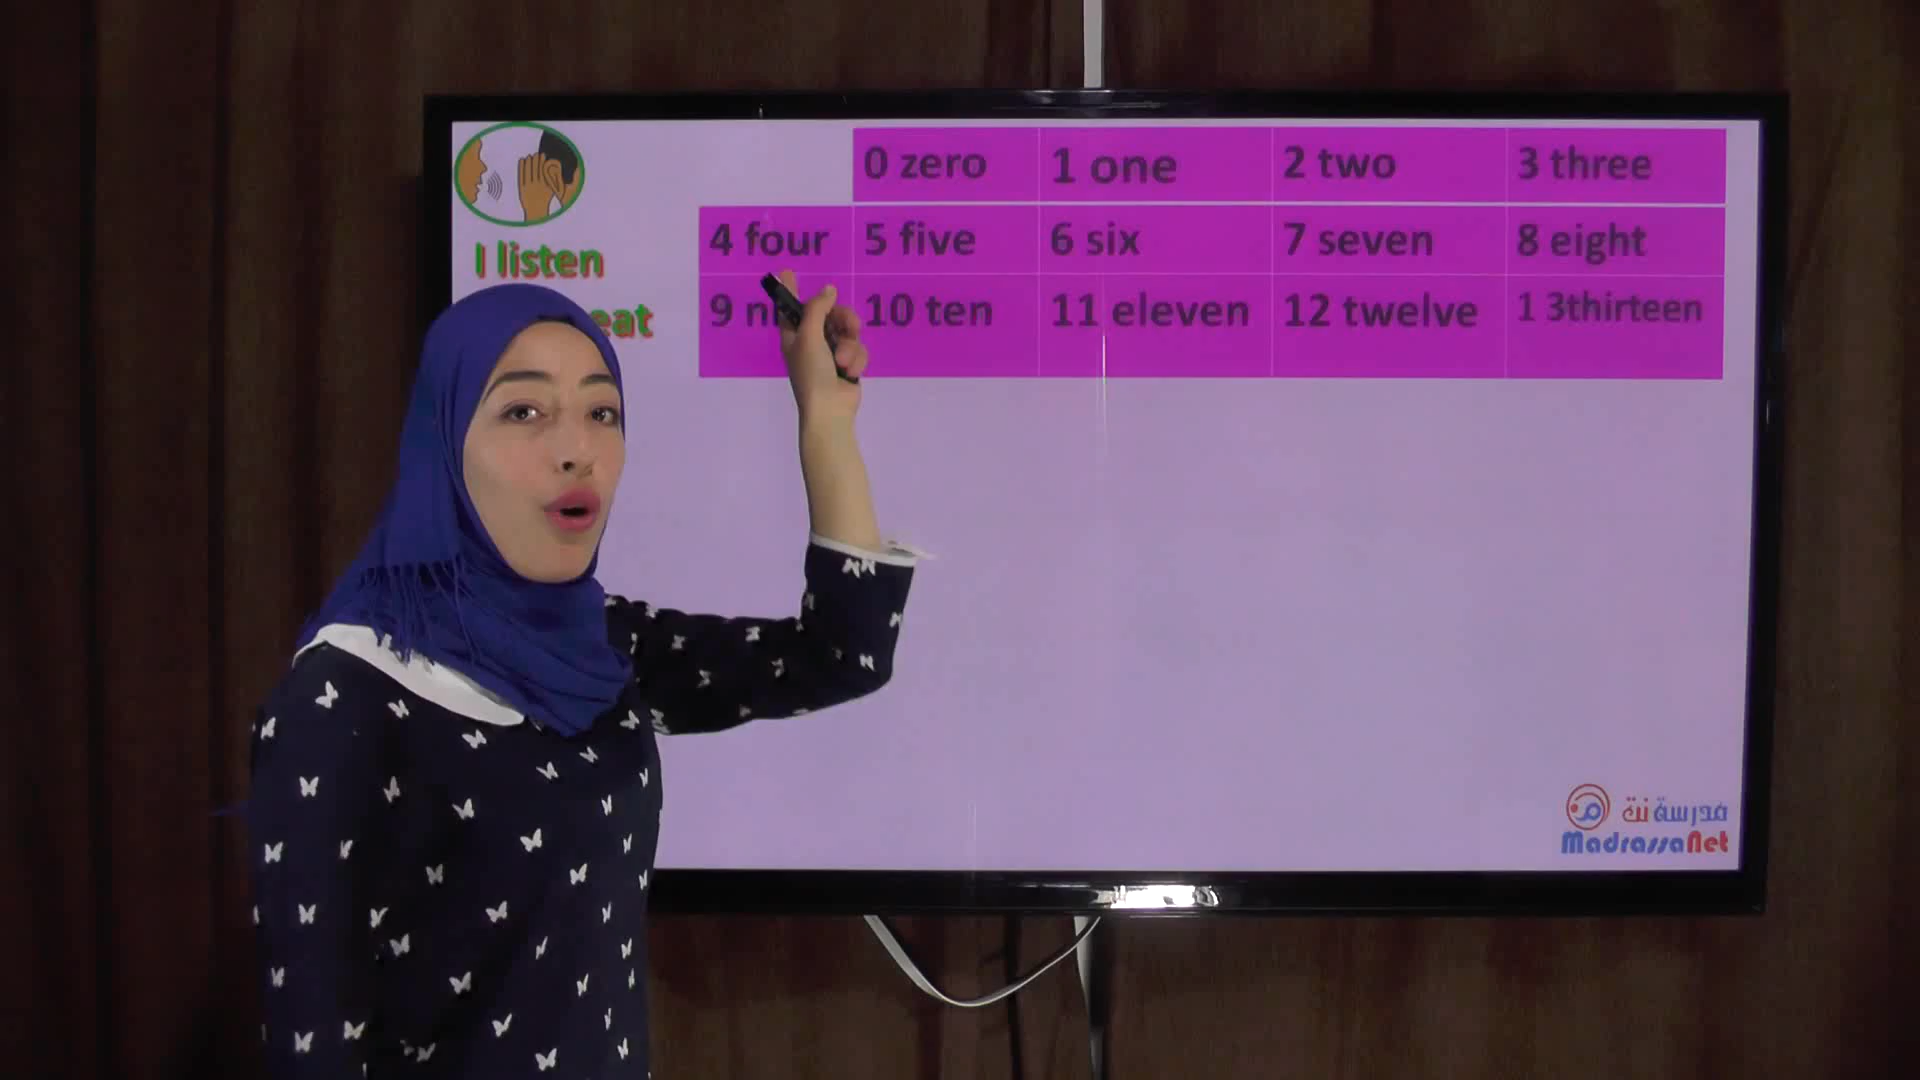 I listen
0 zero 1 one 2 two 3 three
4 four 5 five 6 six 7 seven 8 eight
9 10 ten 11 eleven 12 twelve 1 3thirteen
مدرسة نت
MadrassaNet